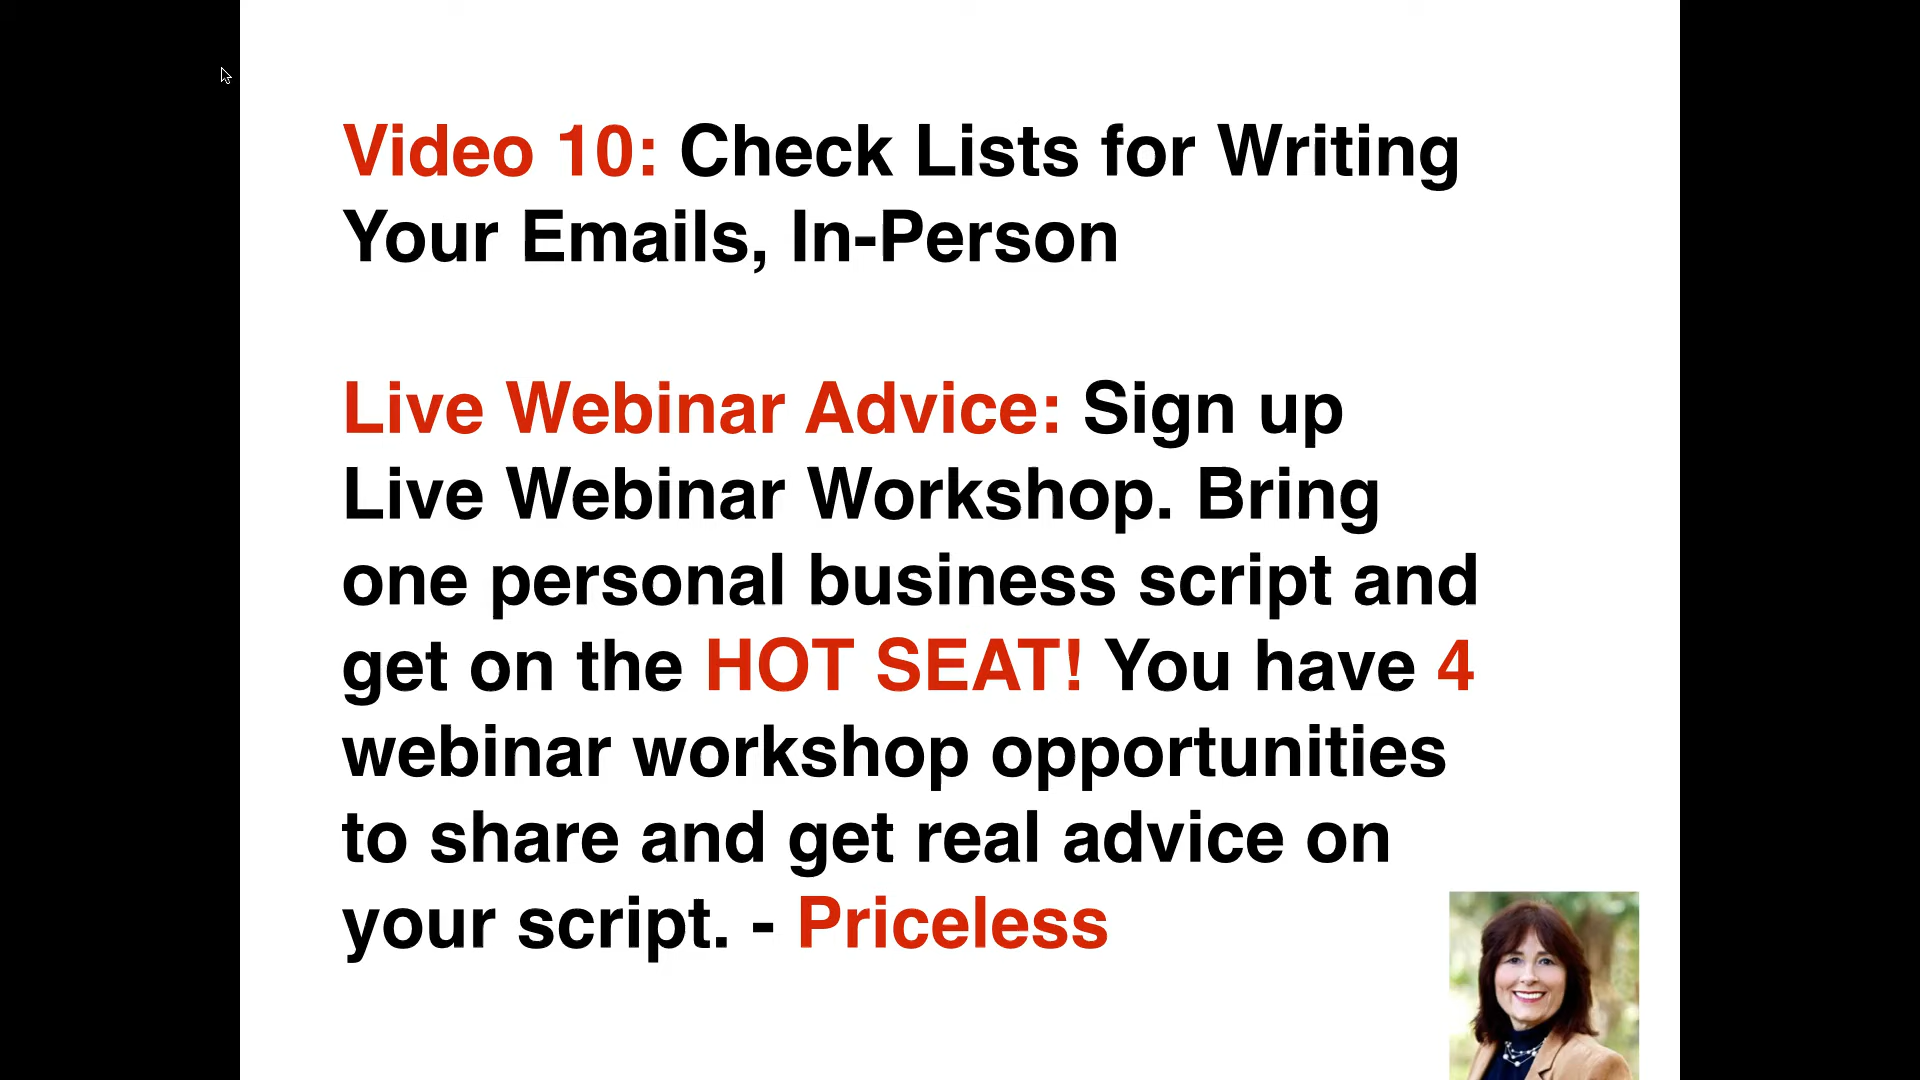 Video 10: Check Lists for Writing
Your Emails, In-Person
Live Webinar Advice: Sign up
Live Webinar Workshop. Bring
one personal business script and
get on the HOT SEAT! You have 4
webinar workshop opportunities
to share and get real advice on
your script. - Priceless